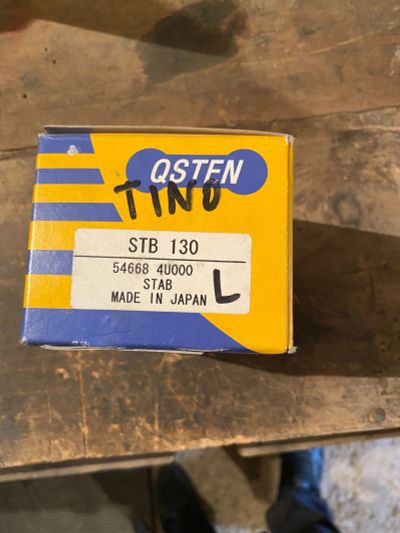 QSTEN
TINO
STB 130
54668 4U000
STAB
MADE IN JAPAN
L